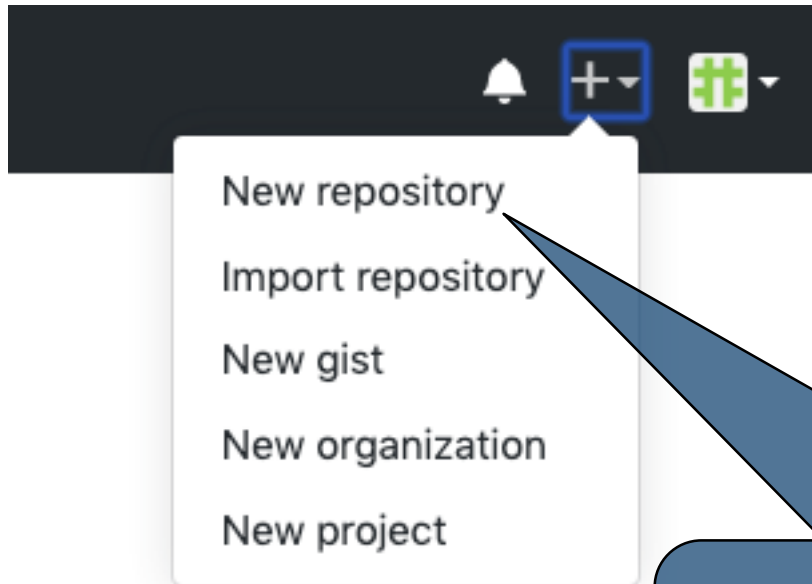 New repository
Import repository
New gist
New organization
New project